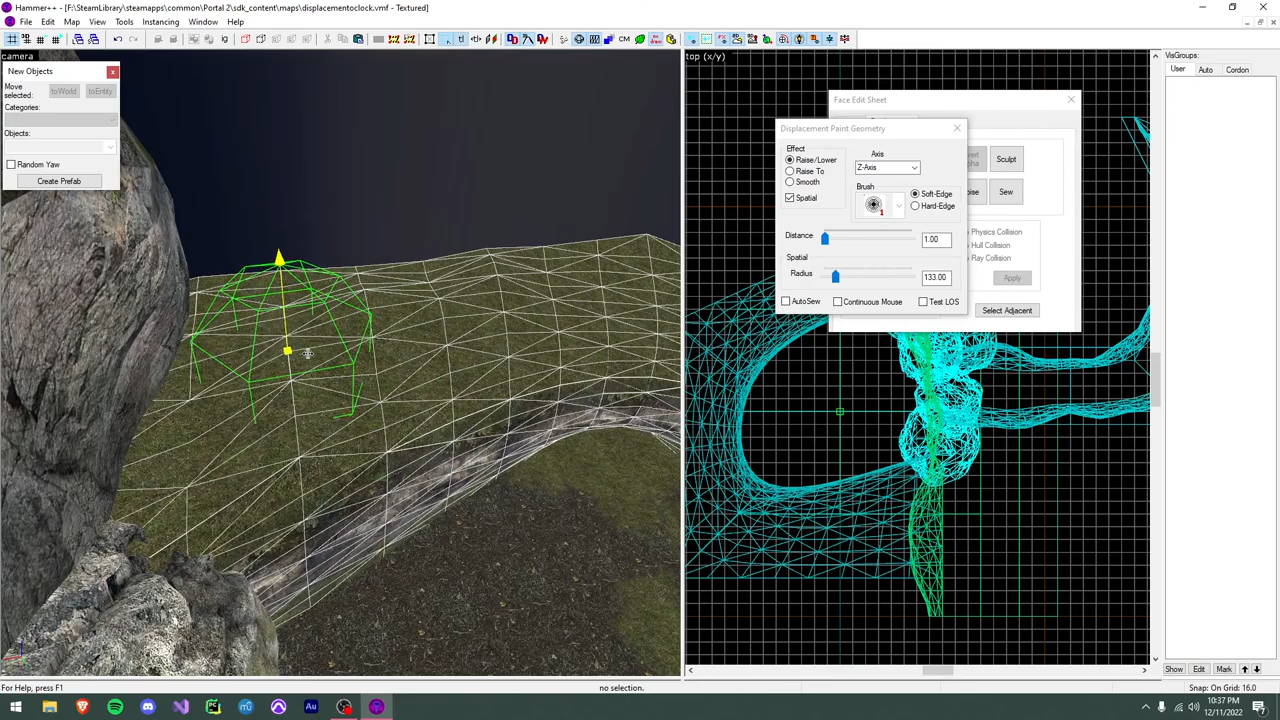 Hammer++ - [F:\SteamLibrary\steamapps\common\Portal 2\sdk_content\maps\displacementoclock.vmf - Textured]
File Edit Map View Tools Instancing Window Help
camera
New Objects
Move selected:
toWorld
toEntity
Categories:
Objects:
Random Yaw
Create Prefab
top (x/y)
Face Edit Sheet
Sculpt
Sew
Physics Collision
Hull Collision
Ray Collision
Apply
Select Adjacent
Displacement Paint Geometry
Effect
Raise/Lower
Raise To
Smooth
Spatial
Axis
Z-Axis
Brush
1
Soft-Edge
Hard-Edge
Distance
1.00
Spatial
Radius
133.00
AutoSew
Continuous Mouse
Test LOS
VisGroups:
User Auto Cordon
Show Edit Mark
For Help, press F1
no selection.
Snap: On Grid: 16.0
10:37 PM
12/11/2022